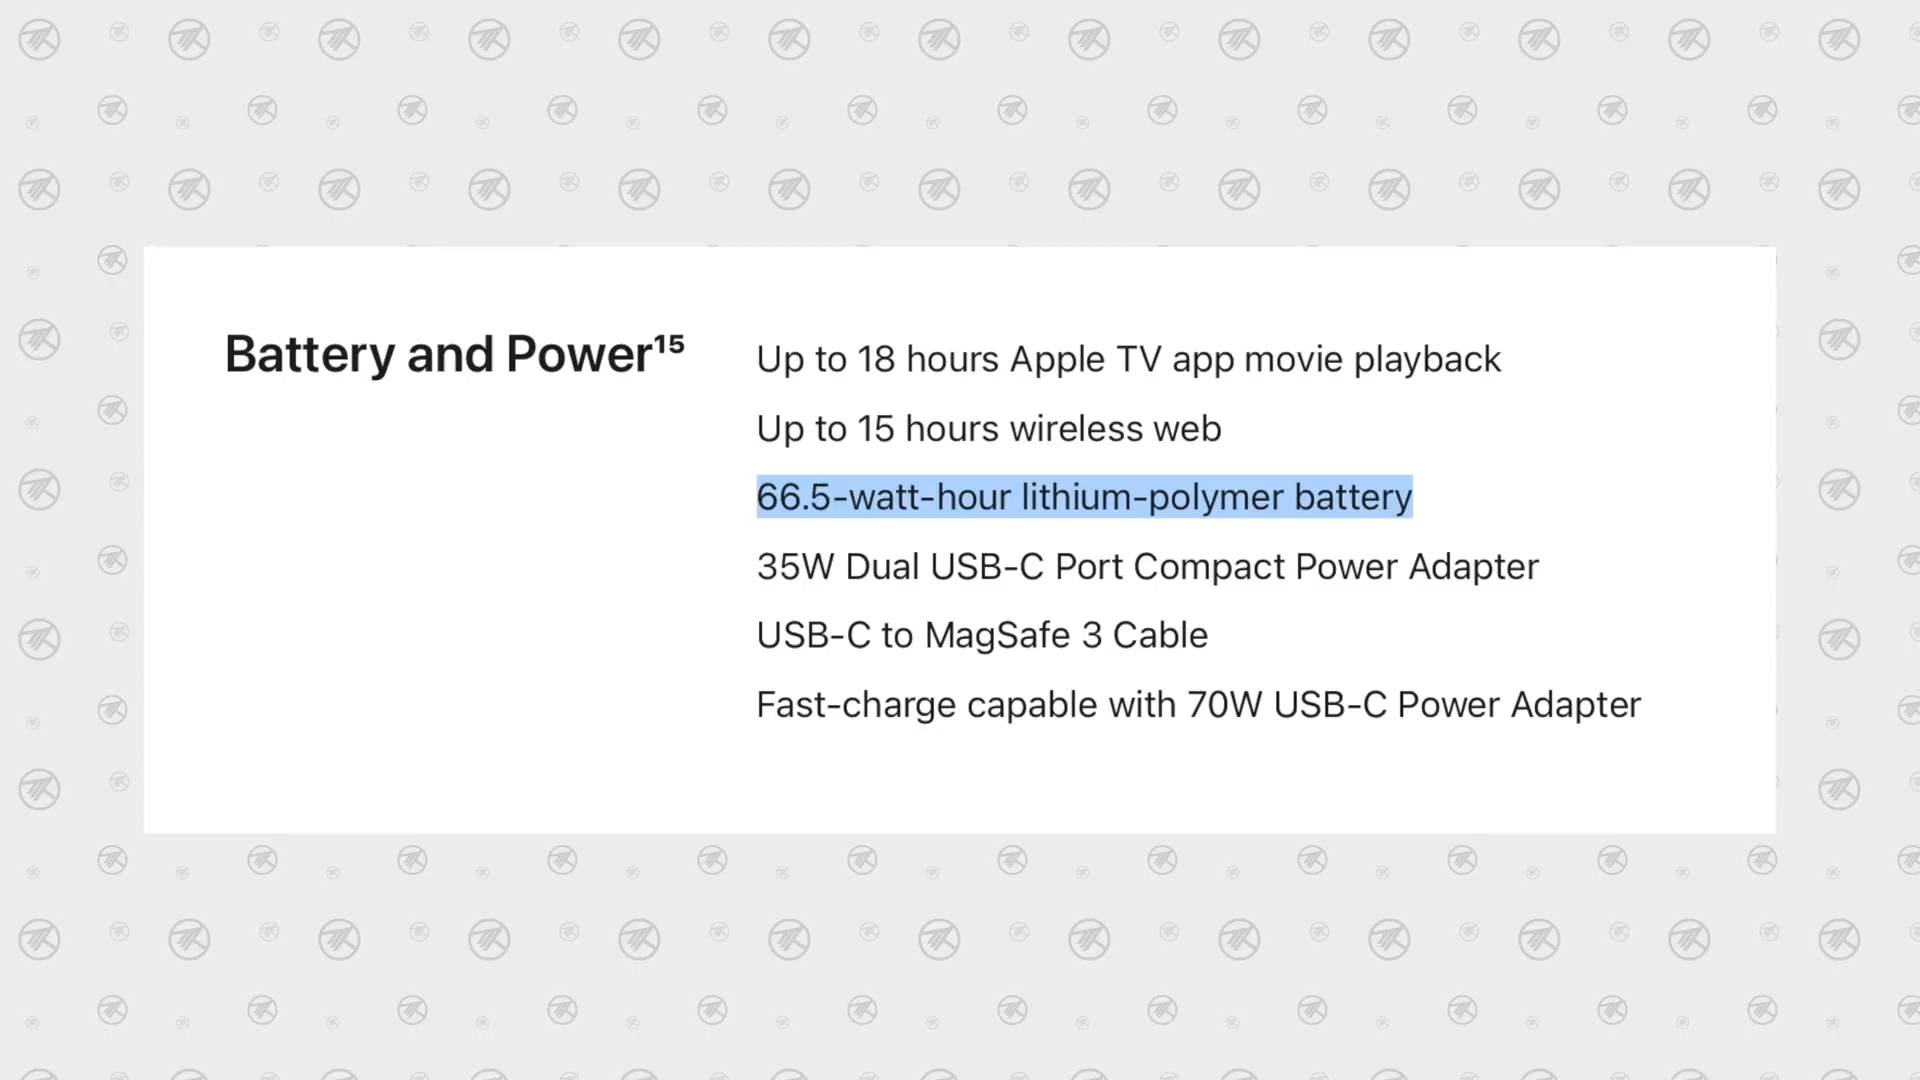 Battery and Power¹⁵
Up to 18 hours Apple TV app movie playback
Up to 15 hours wireless web
66.5-watt-hour lithium-polymer battery
35W Dual USB-C Port Compact Power Adapter
USB-C to MagSafe 3 Cable
Fast-charge capable with 70W USB-C Power Adapter